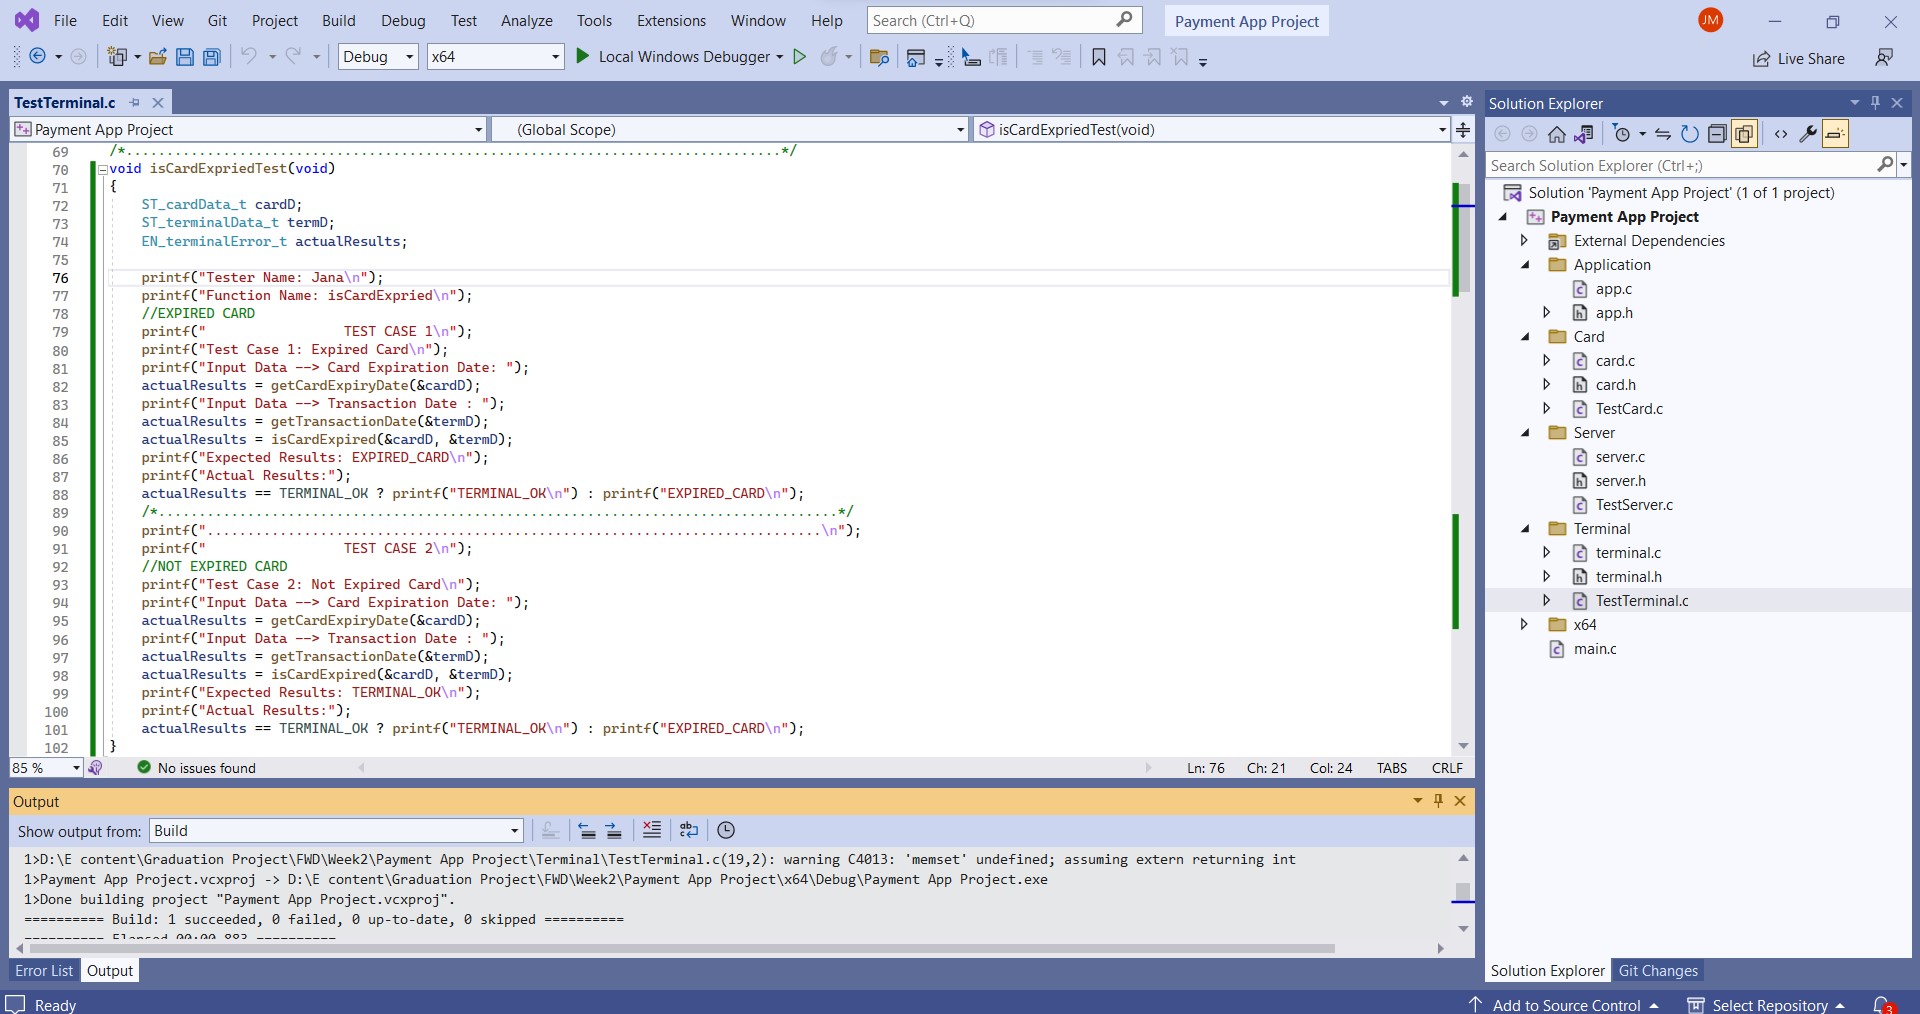 File Edit View Git Project Build Debug Test Analyze Tools Extensions Window Help Search (Ctrl+Q) Payment App Project JM
Debug x64 Local Windows Debugger Live Share
TestTerminal.c
Payment App Project (Global Scope) isCardExpriedTest(void)
69 /*.................................................................................*/
70 void isCardExpriedTest(void)
71 {
72 ST_cardData_t cardD;
73 ST_terminalData_t termD;
74 EN_terminalError_t actualResults;
75
76 printf("Tester Name: Jana\n");
77 printf("Function Name: isCardExpried\n");
78 //EXPIRED CARD
79 printf("                 TEST CASE 1\n");
80 printf("Test Case 1: Expired Card\n");
81 printf("Input Data --> Card Expiration Date: ");
82 actualResults = getCardExpiryDate(&cardD);
83 printf("Input Data --> Transaction Date : ");
84 actualResults = getTransactionDate(&termD);
85 actualResults = isCardExpired(&cardD, &termD);
86 printf("Expected Results: EXPIRED_CARD\n");
87 printf("Actual Results:");
88 actualResults == TERMINAL_OK ? printf("TERMINAL_OK\n") : printf("EXPIRED_CARD\n");
89 /*....................................................................................*/
90 printf("............................................................................\n");
91 printf("                 TEST CASE 2\n");
92 //NOT EXPIRED CARD
93 printf("Test Case 2: Not Expired Card\n");
94 printf("Input Data --> Card Expiration Date: ");
95 actualResults = getCardExpiryDate(&cardD);
96 printf("Input Data --> Transaction Date : ");
97 actualResults = getTransactionDate(&termD);
98 actualResults = isCardExpired(&cardD, &termD);
99 printf("Expected Results: TERMINAL_OK\n");
100 printf("Actual Results:");
101 actualResults == TERMINAL_OK ? printf("TERMINAL_OK\n") : printf("EXPIRED_CARD\n");
102 }
85 % No issues found Ln: 76 Ch: 21 Col: 24 TABS CRLF
Output
Show output from: Build
1>D:\E content\Graduation Project\FWD\Week2\Payment App Project\Terminal\TestTerminal.c(19,2): warning C4013: 'memset' undefined; assuming extern returning int
1>Payment App Project.vcxproj -> D:\E content\Graduation Project\FWD\Week2\Payment App Project\x64\Debug\Payment App Project.exe
1>Done building project "Payment App Project".
========== Build: 1 succeeded, 0 failed, 0 up-to-date, 0 skipped ==========
========== Elapsed 00:00.883 ==========
Error List Output
Solution Explorer
Search Solution Explorer (Ctrl+;)
Solution 'Payment App Project' (1 of 1 project)
Payment App Project
External Dependencies
Application
app.c
app.h
Card
card.c
card.h
TestCard.c
Server
server.c
server.h
TestServer.c
Terminal
terminal.c
terminal.h
TestTerminal.c
x64
main.c
Solution Explorer Git Changes
Ready Add to Source Control Select Repository 3